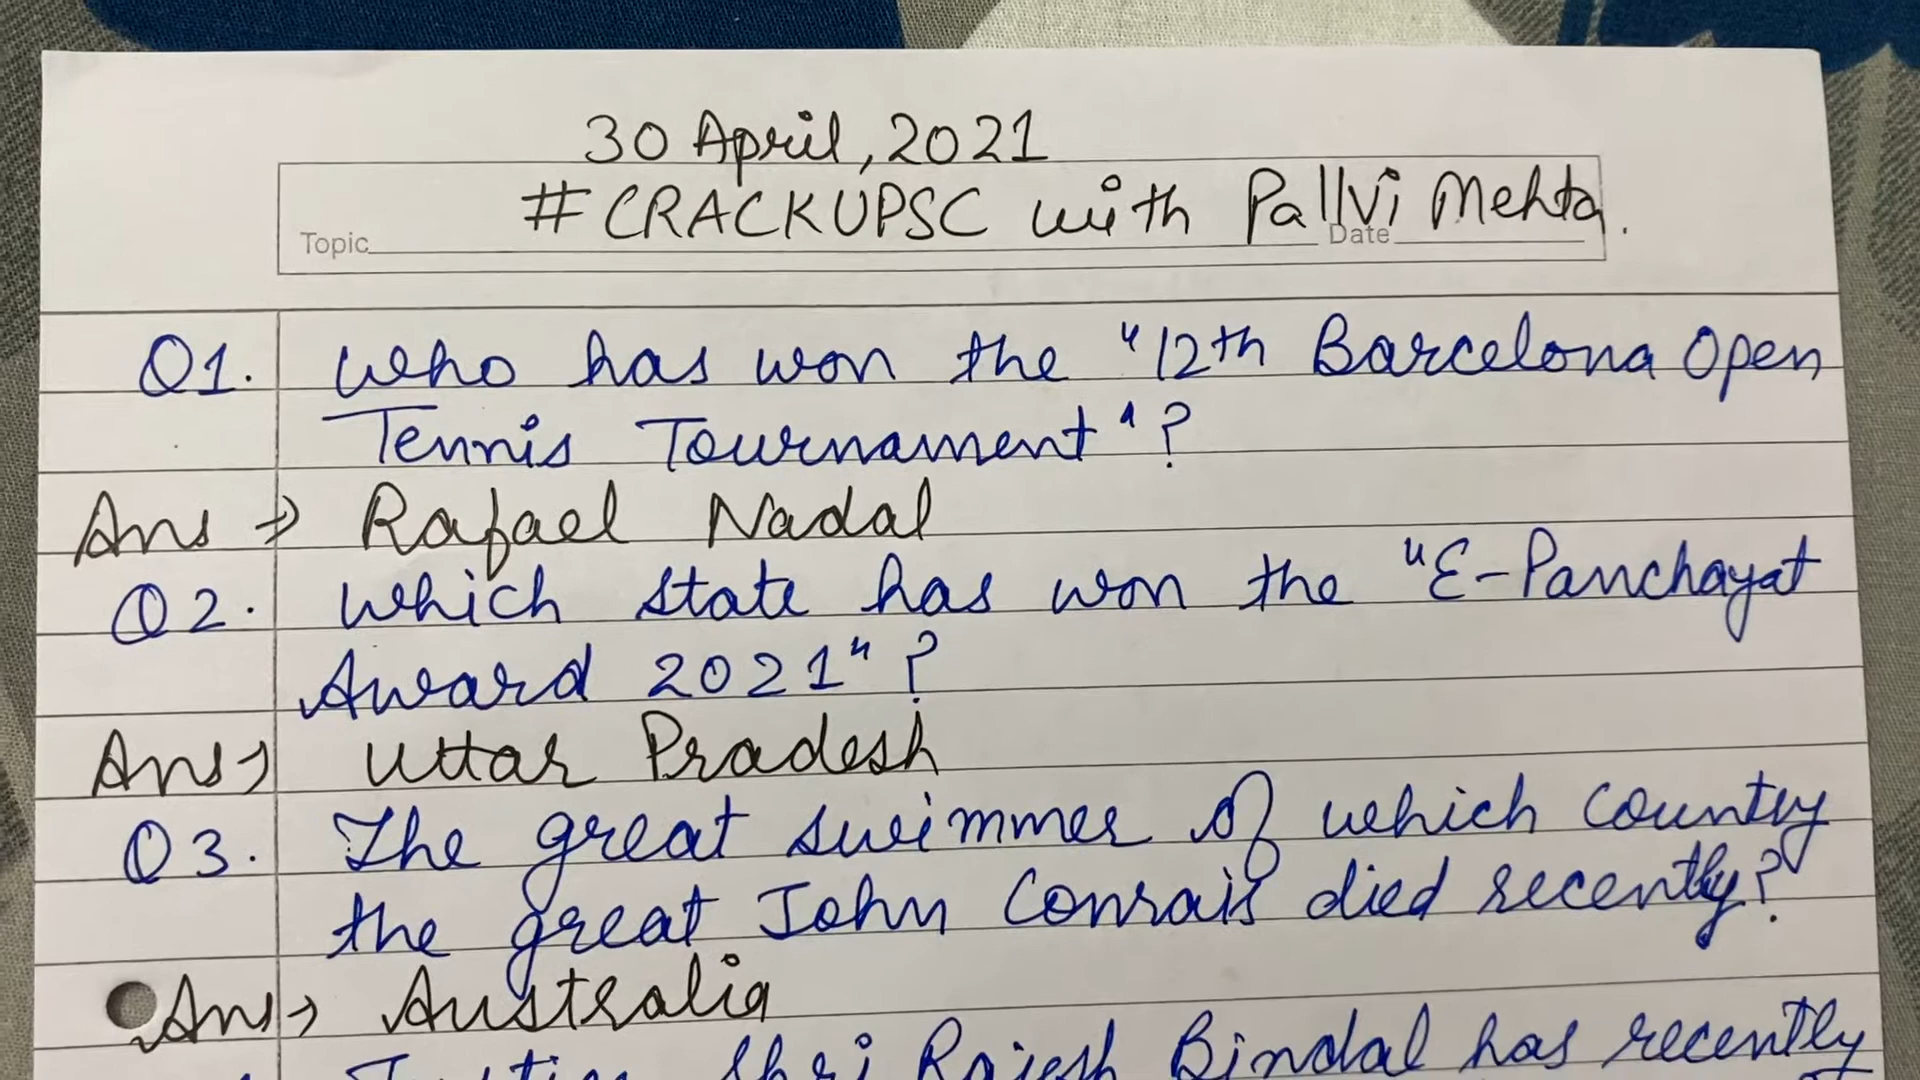 30 April, 2021
#CRACKUPSC with Pallvi Mehta.
Topic Date
Q1. Who has won the "12th Barcelona Open
Tennis Tournament"?
Ans → Rafael Nadal
Q2. Which state has won the "E-Panchayat
Award 2021"?
Ans → Uttar Pradesh
Q3. The great swimmer of which country
the great John Conrais died recently?
Ans → Australia
Justice Shri Rajesh Bindal has recently